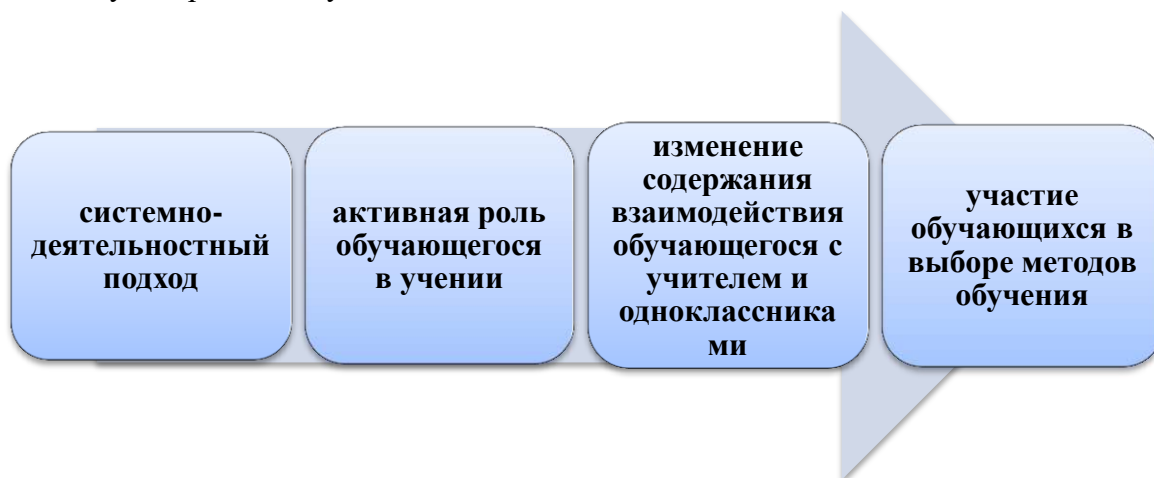 системно-
деятельностный
подход
активная роль
обучающегося
в учении
изменение
содержания
взаимодействия
обучающегося с
учителем и
одноклассника
ми
участие
обучающихся в
выборе методов
обучения